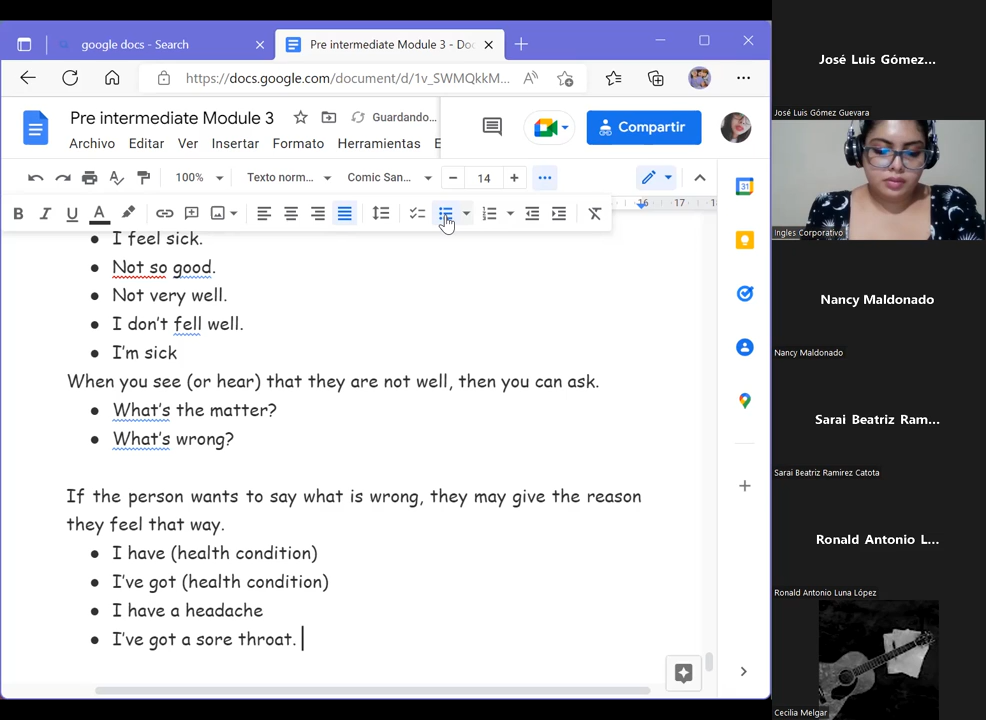 google docs - Search
Pre intermediate Module 3 - Doc
https://docs.google.com/document/d/1v_SWMQkkM...
Pre intermediate Module 3
Guardando...
Compartir
Archivo Editar Ver Insertar Formato Herramientas E
100% Texto norm... Comic San... 14
16 17
I feel sick.
Not so good.
Not very well.
I don't fell well.
I'm sick
When you see (or hear) that they are not well, then you can ask.
What's the matter?
What's wrong?
If the person wants to say what is wrong, they may give the reason
they feel that way.
I have (health condition)
I've got (health condition)
I have a headache
I've got a sore throat.
José Luis Gómez...
José Luis Gómez Guevara
Ingles Corporativo
Nancy Maldonado
Nancy Maldonado
Sarai Beatriz Ram...
Sarai Beatriz Ramirez Catota
Ronald Antonio L...
Ronald Antonio Luna López
Cecilia Melgar